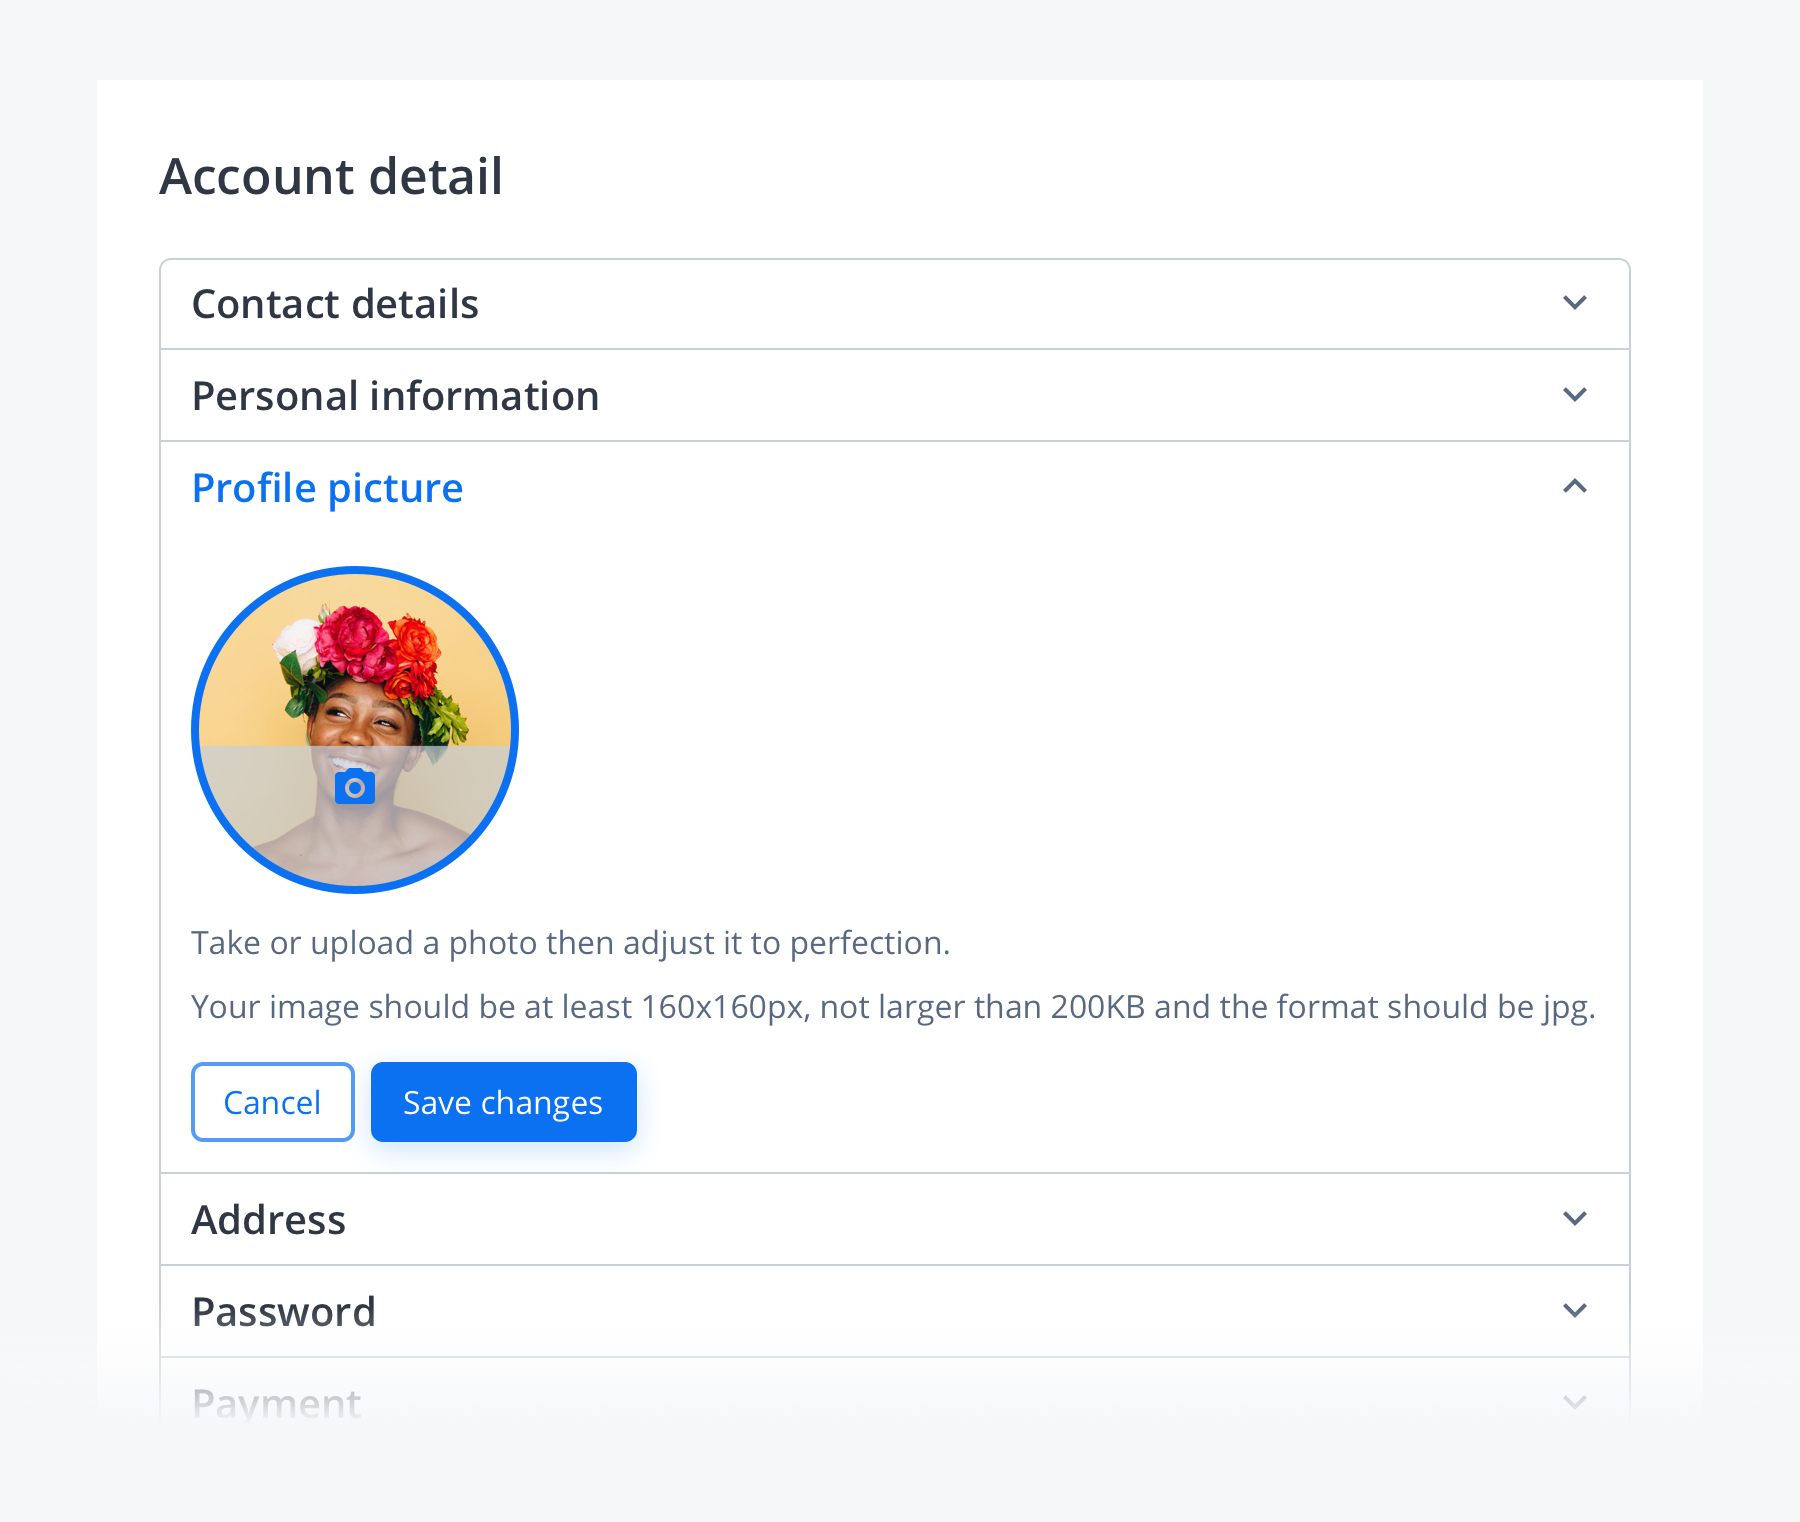 Account detail
Contact details
Personal information
Profile picture
Take or upload a photo then adjust it to perfection.
Your image should be at least 160x160px, not larger than 200KB and the format should be jpg.
Cancel
Save changes
Address
Password
Payment